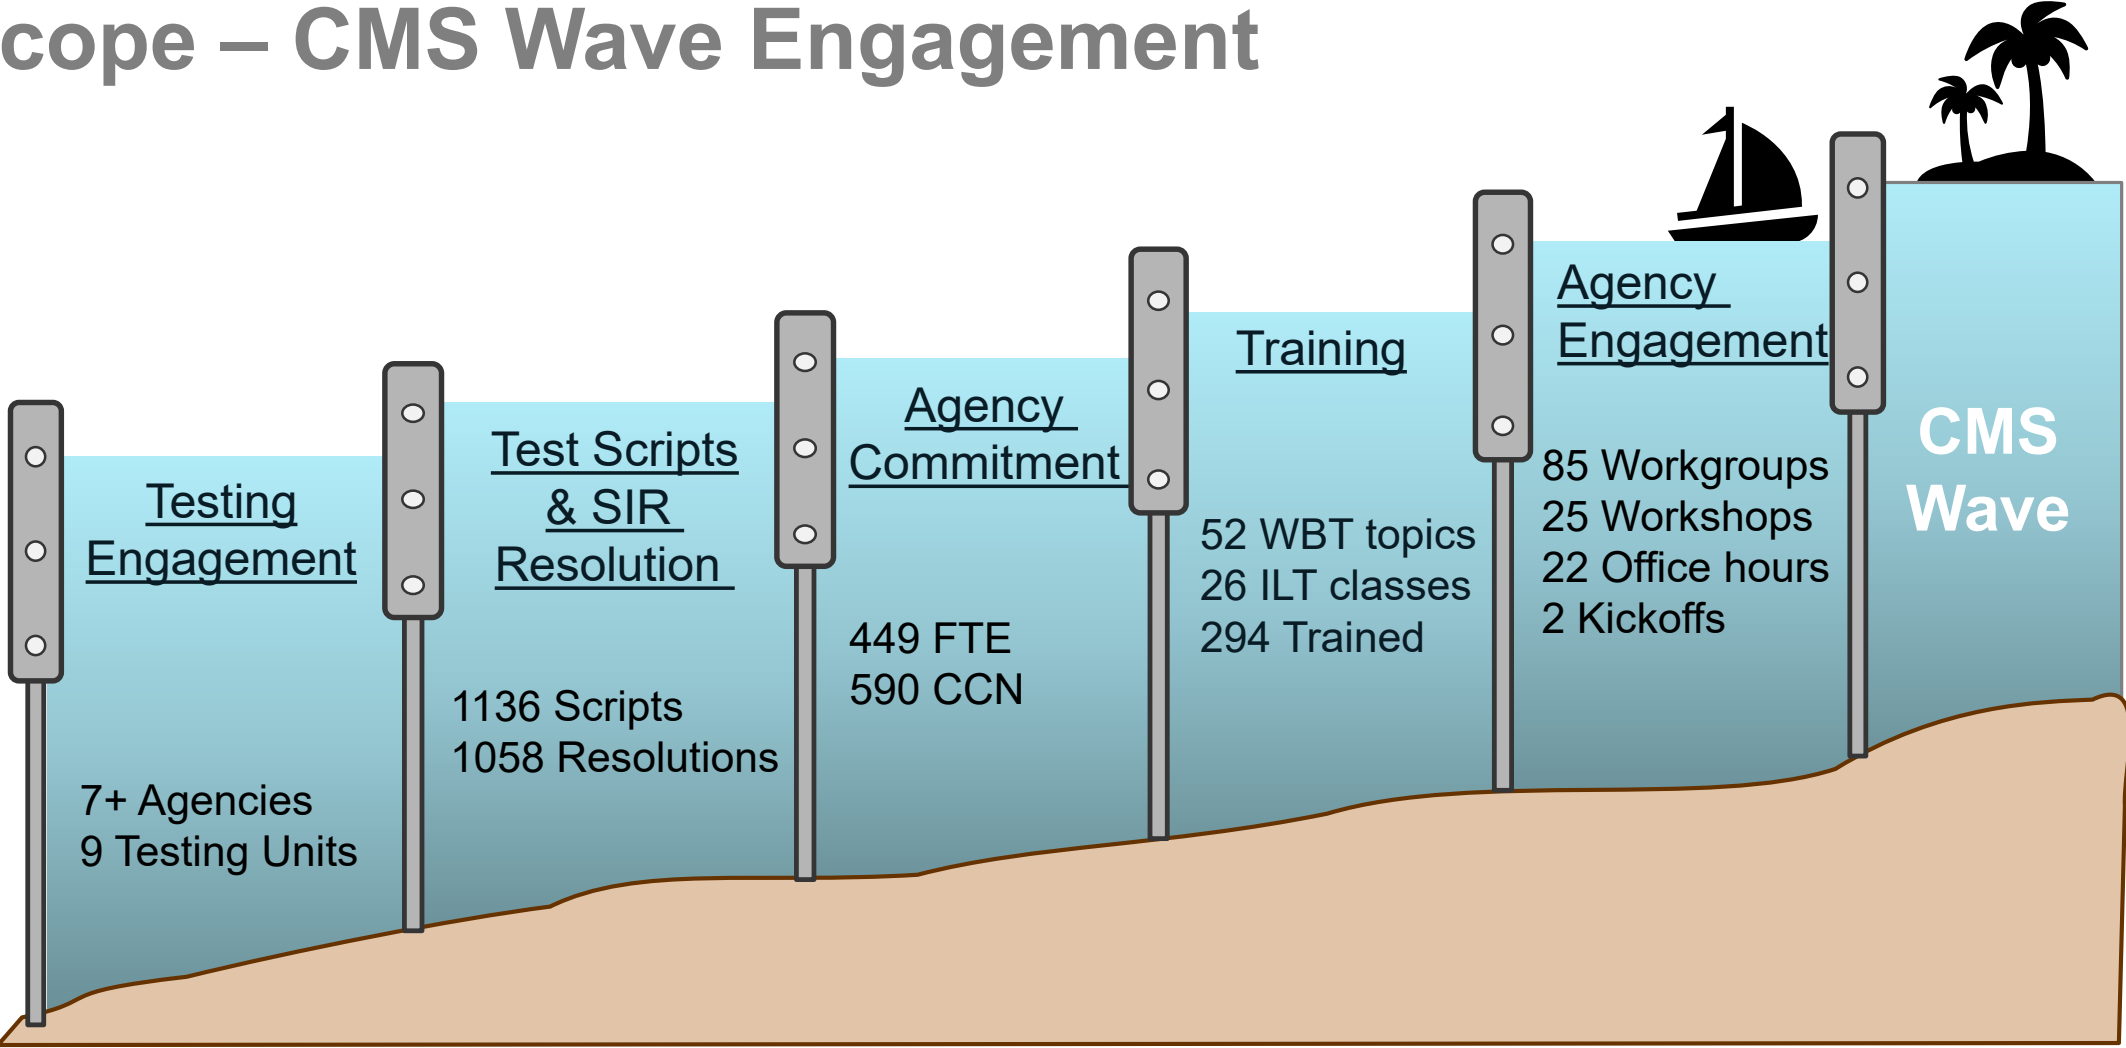 cope – CMS Wave Engagement
Testing
Engagement
7+ Agencies
9 Testing Units
Test Scripts
& SIR
Resolution
1136 Scripts
1058 Resolutions
Agency
Commitment
449 FTE
590 CCN
Training
52 WBT topics
26 ILT classes
294 Trained
Agency
Engagement
85 Workgroups
25 Workshops
22 Office hours
2 Kickoffs
CMS
Wave